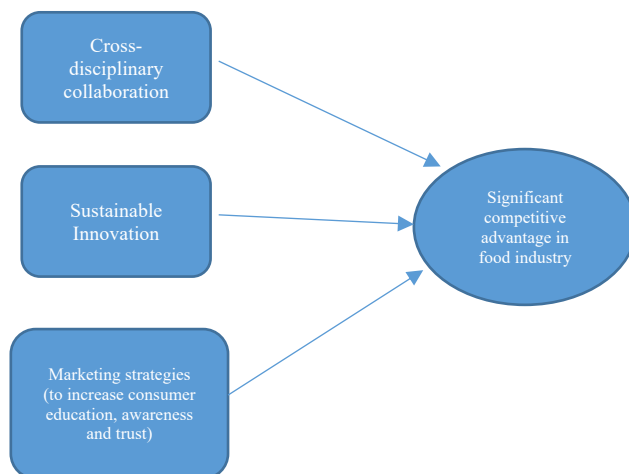 Cross-
disciplinary
collaboration
Sustainable
Innovation
Marketing strategies
(to increase consumer
education, awareness
and trust)
Significant
competitive
advantage in
food industry